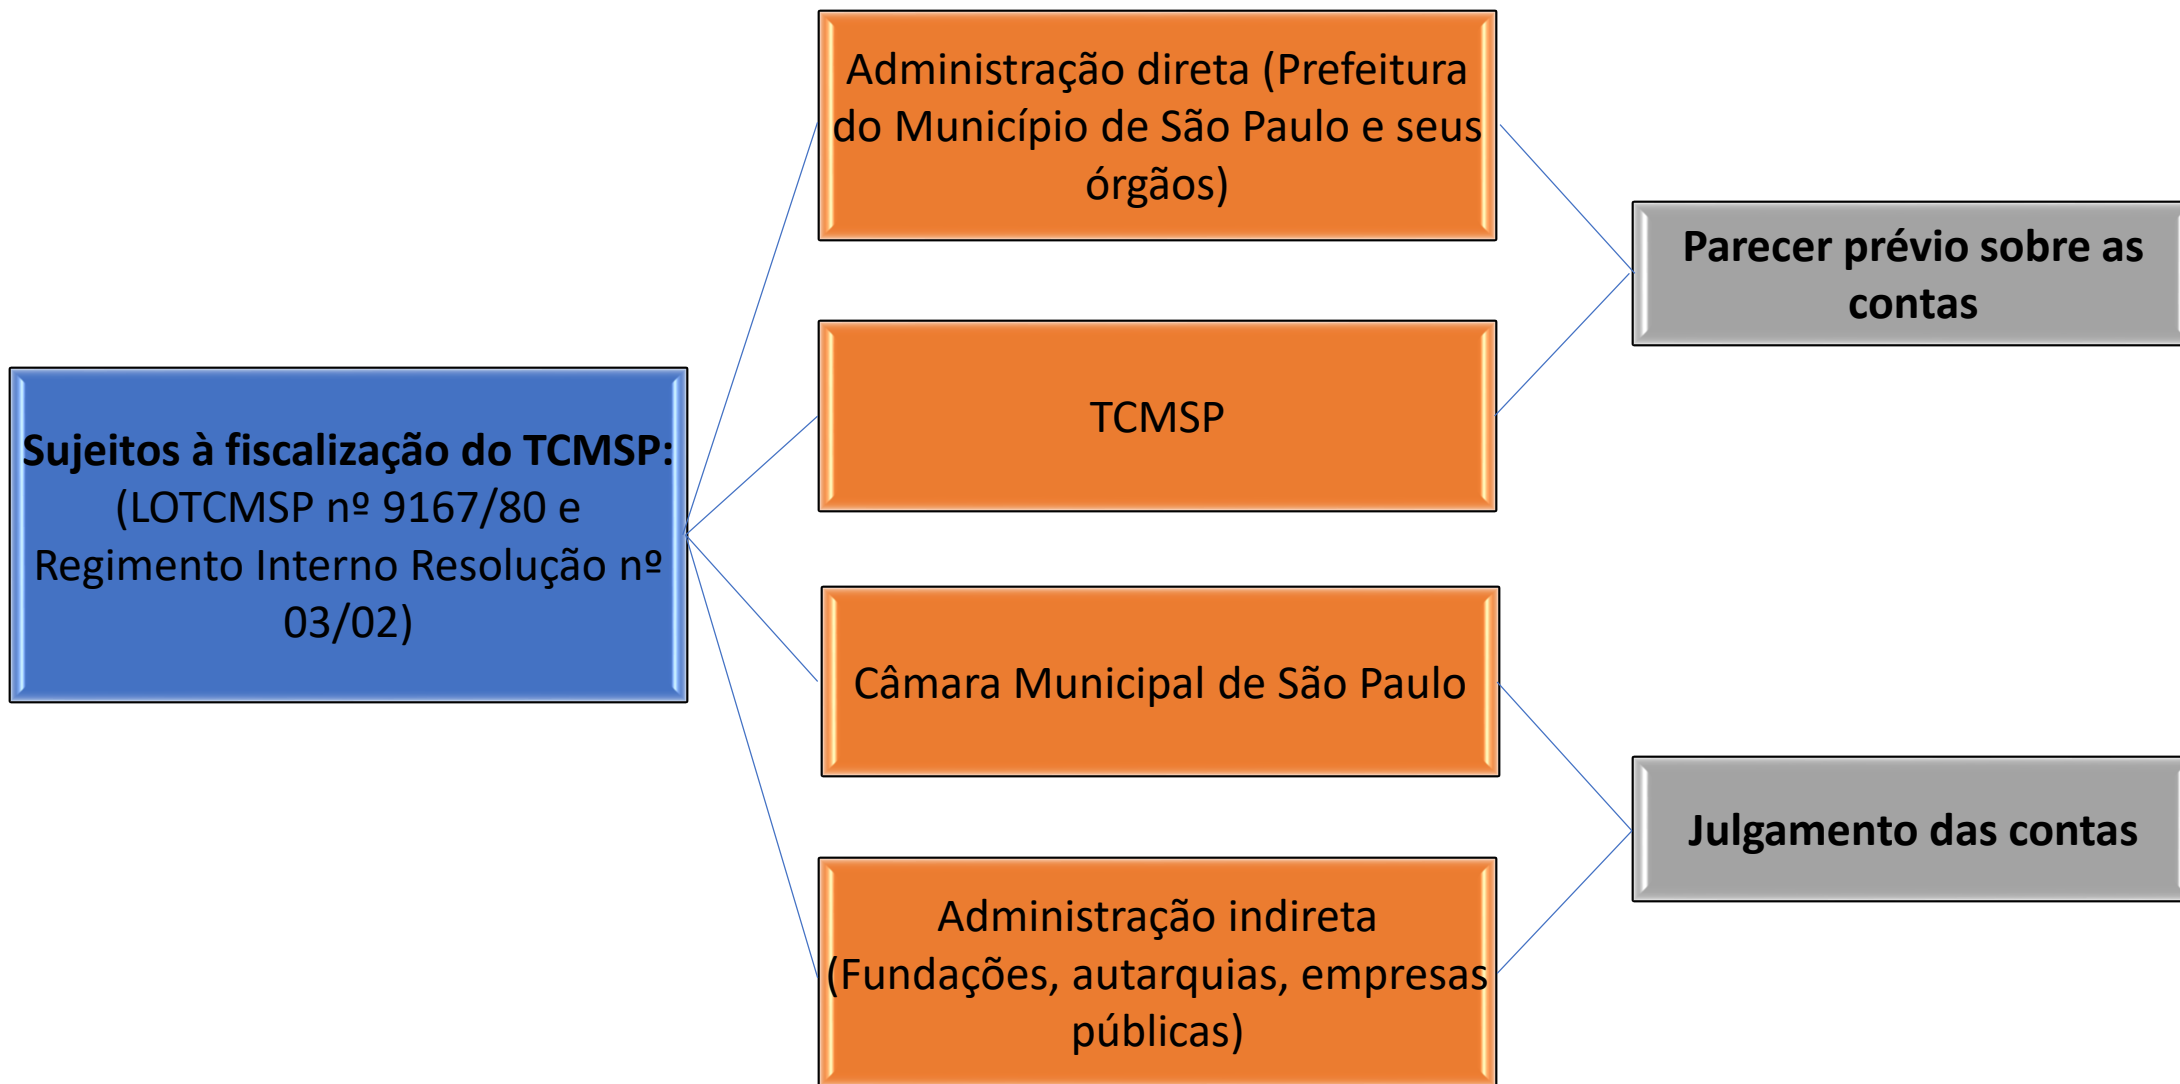 Sujeitos à fiscalização do TCMSP:
(LOTCMSP nº 9167/80 e
Regimento Interno Resolução nº
03/02)
Administração direta (Prefeitura
do Município de São Paulo e seus
órgãos)
TCMSP
Câmara Municipal de São Paulo
Administração indireta
(Fundações, autarquias, empresas
públicas)
Parecer prévio sobre as
contas
Julgamento das contas